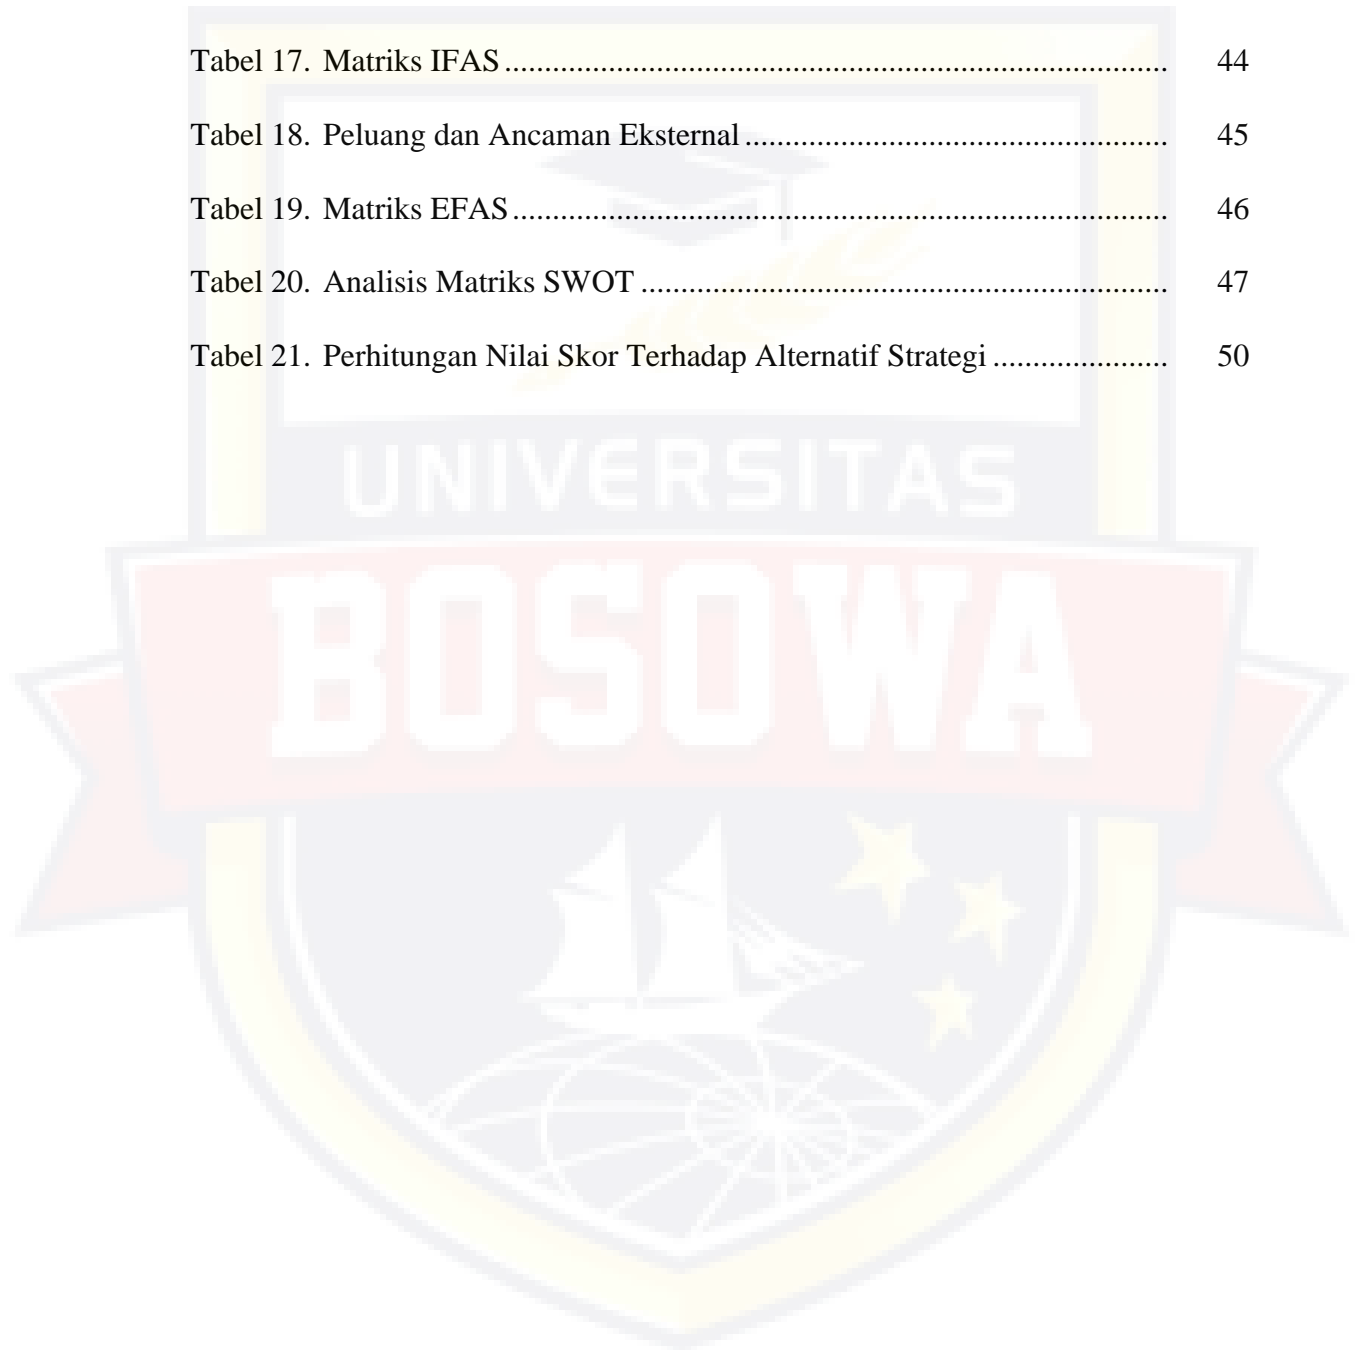 Tabel 17. Matriks IFAS ................................................................................... 44
Tabel 18. Peluang dan Ancaman Eksternal ..................................................... 45
Tabel 19. Matriks EFAS .................................................................................. 46
Tabel 20. Analisis Matriks SWOT .................................................................. 47
Tabel 21. Perhitungan Nilai Skor Terhadap Alternatif Strategi ...................... 50
UNIVERSITAS
BOSOWA